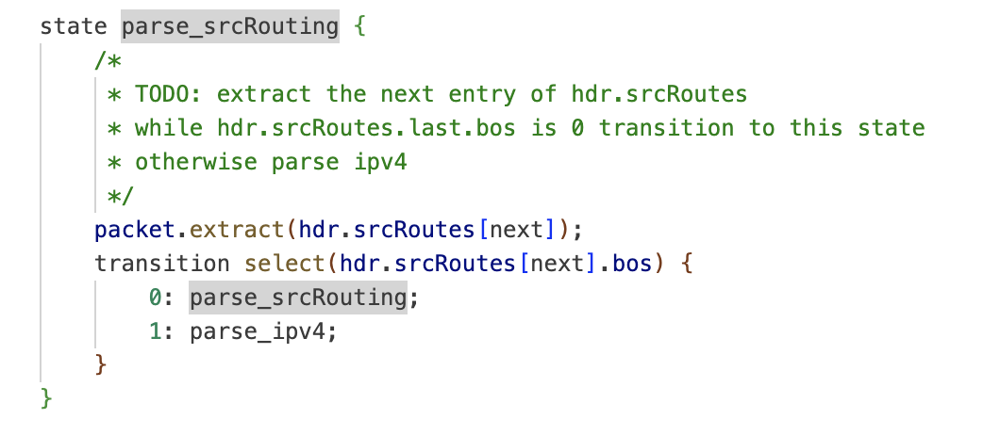 state parse_srcRouting {
/*
* TODO: extract the next entry of hdr.srcRoutes
* while hdr.srcRoutes.last.bos is 0 transition to this state
* otherwise parse ipv4
*/
packet.extract(hdr.srcRoutes[next]);
transition select(hdr.srcRoutes[next].bos) {
0: parse_srcRouting;
1: parse_ipv4;
}
}